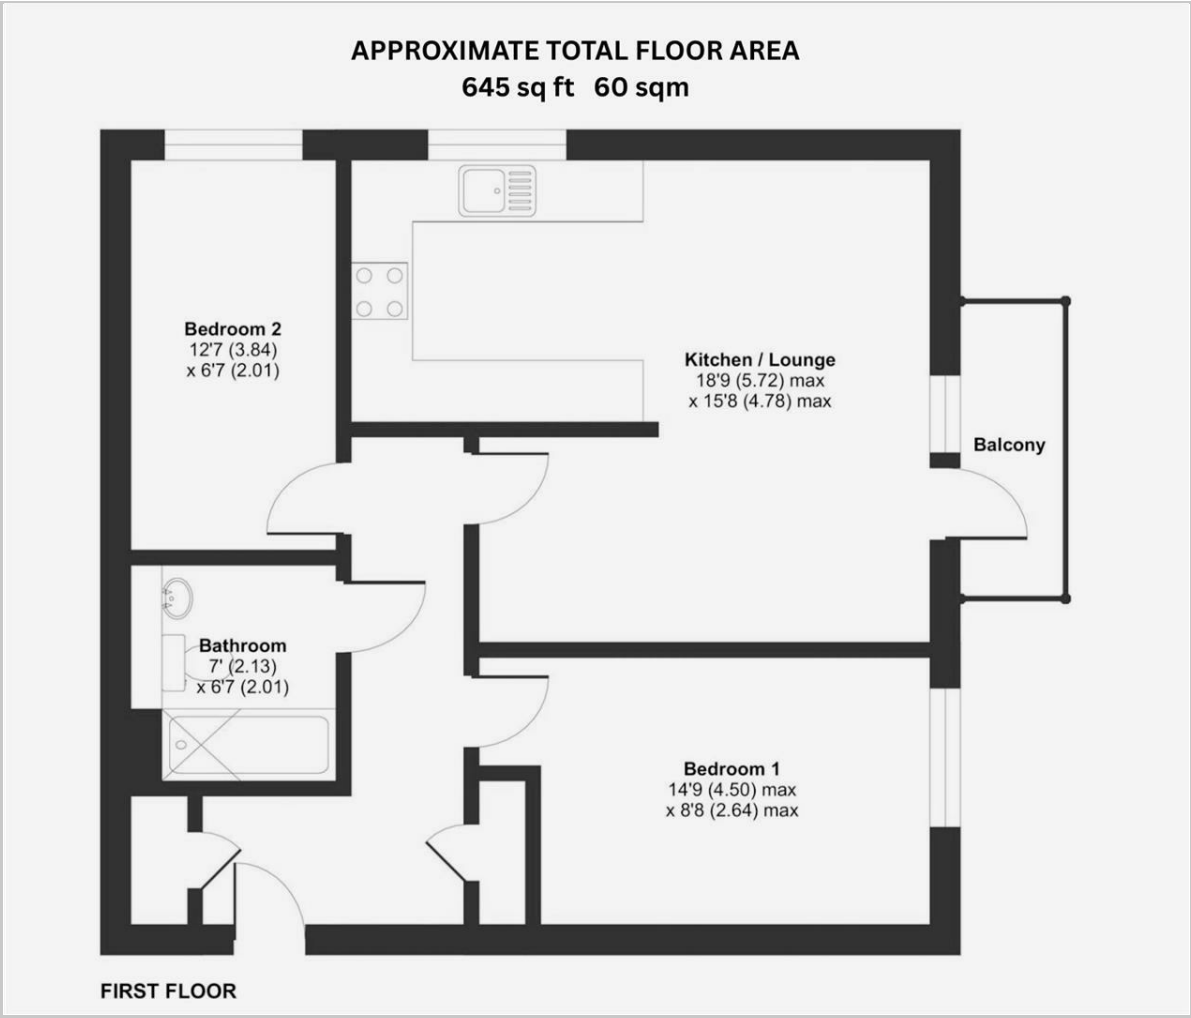 APPROXIMATE TOTAL FLOOR AREA
645 sq ft 60 sqm
Bedroom 2
12'7 (3.84)
x 6'7 (2.01)
Kitchen / Lounge
18'9 (5.72) max
x 15'8 (4.78) max
Balcony
Bathroom
7' (2.13)
x 6'7 (2.01)
Bedroom 1
14'9 (4.50) max
x 8'8 (2.64) max
FIRST FLOOR